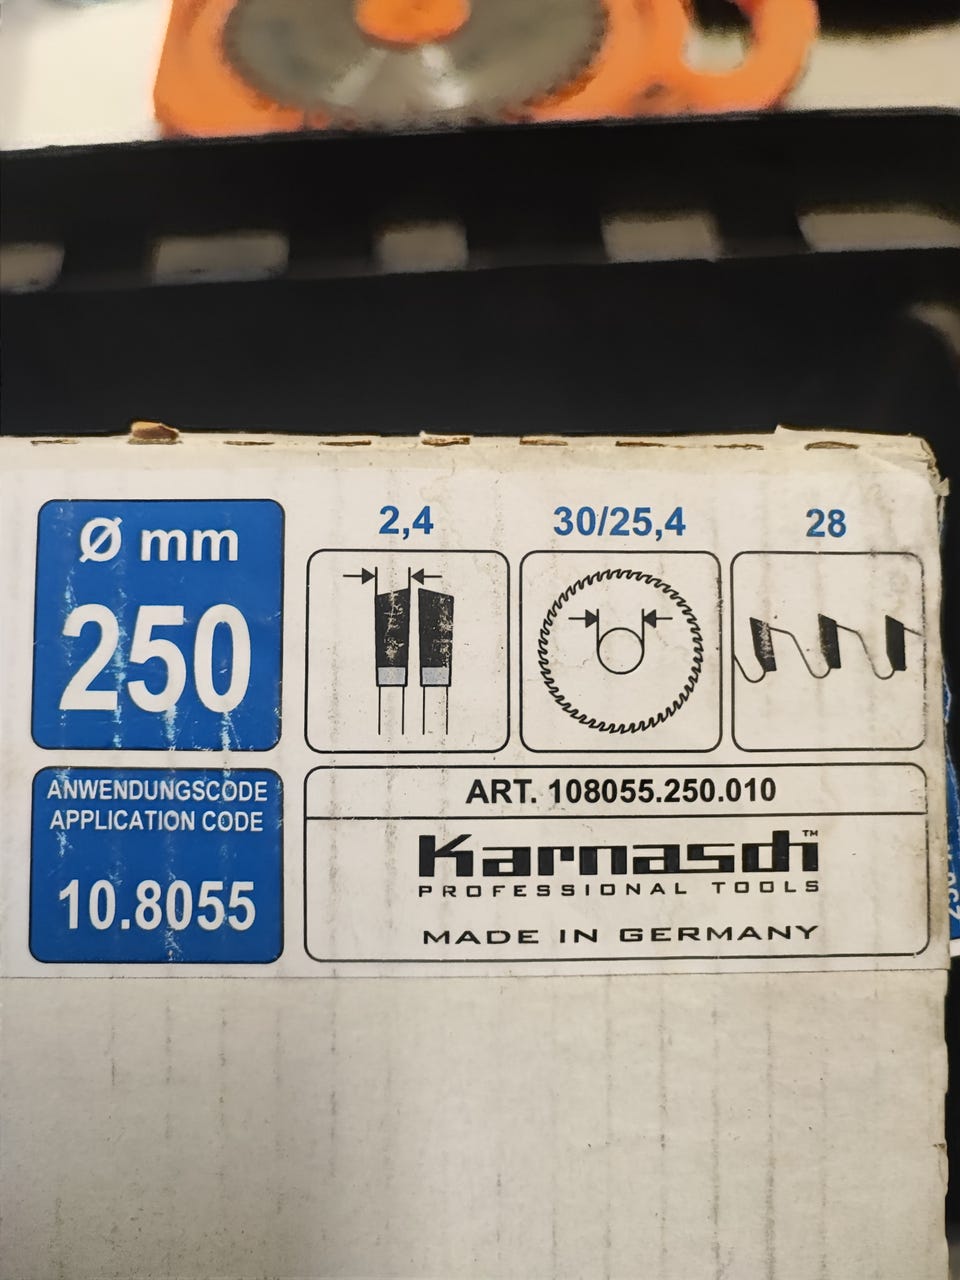 Ø mm
250
2,4
30/25,4
28
ANWENDUNGSCODE
APPLICATION CODE
10.8055
ART. 108055.250.010
Karnasch™
PROFESSIONAL TOOLS
MADE IN GERMANY